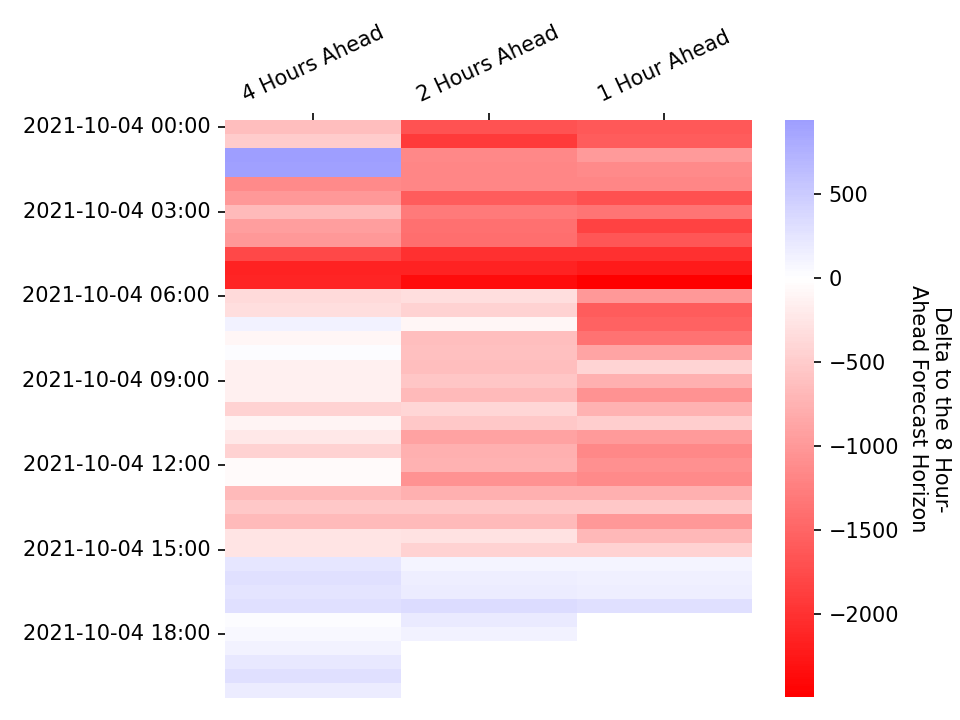 4 Hours Ahead
2 Hours Ahead
1 Hour Ahead
2021-10-04 00:00
2021-10-04 03:00
2021-10-04 06:00
2021-10-04 09:00
2021-10-04 12:00
2021-10-04 15:00
2021-10-04 18:00
500
0
−500
−1000
−1500
−2000
Delta to the 8 Hour-
Ahead Forecast Horizon